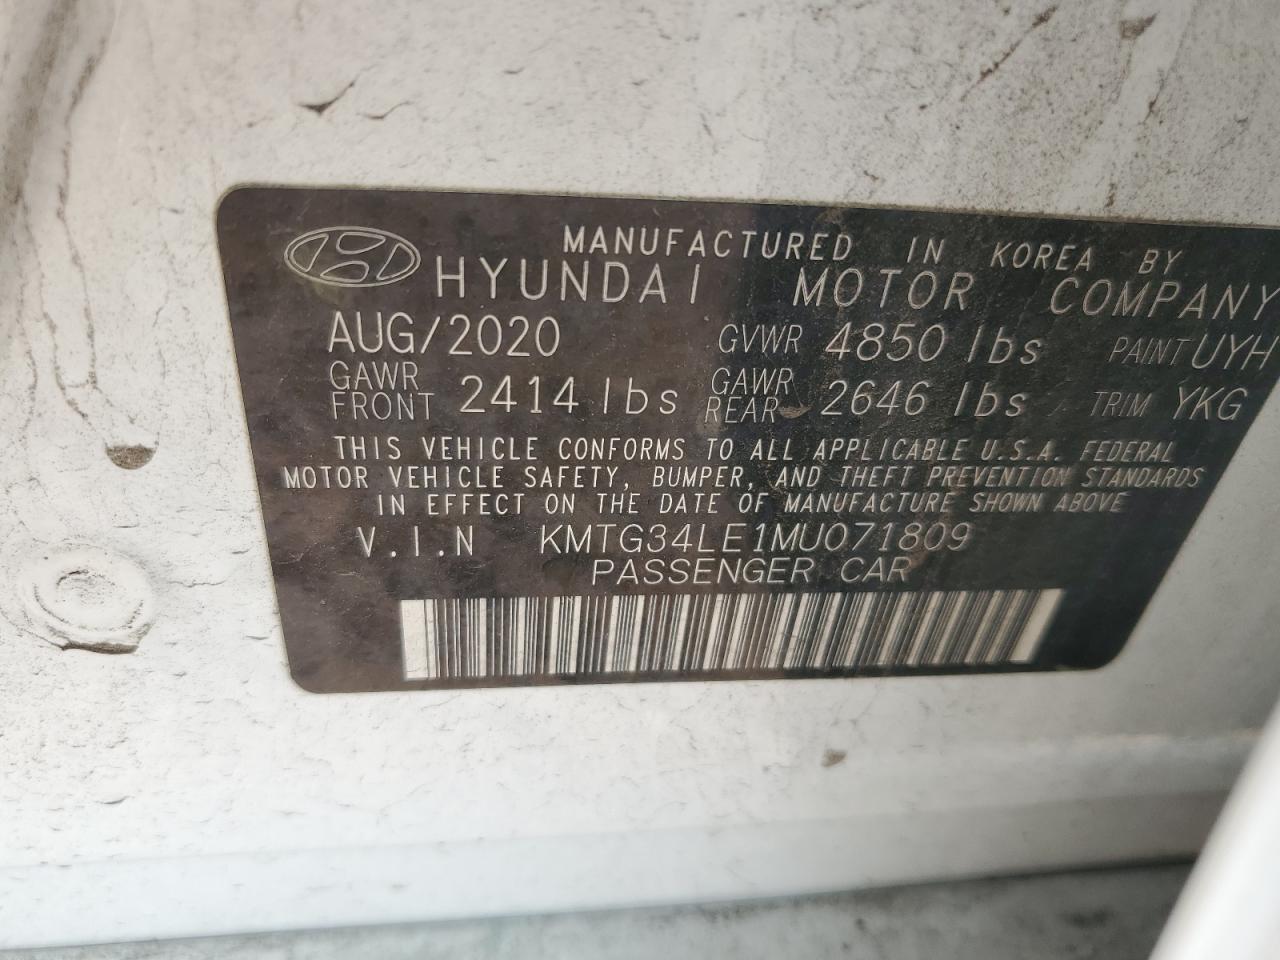 MANUFACTURED IN KOREA BY
HYUNDAI MOTOR COMPANY
AUG/2020 GVWR 4850 lbs PAINT UYH
GAWR FRONT 2414 lbs GAWR REAR 2646 lbs TRIM YKG
THIS VEHICLE CONFORMS TO ALL APPLICABLE U.S.A. FEDERAL
MOTOR VEHICLE SAFETY, BUMPER, AND THEFT PREVENTION STANDARDS
IN EFFECT ON THE DATE OF MANUFACTURE SHOWN ABOVE
V.I.N KMTG34LE1MU071809
PASSENGER CAR